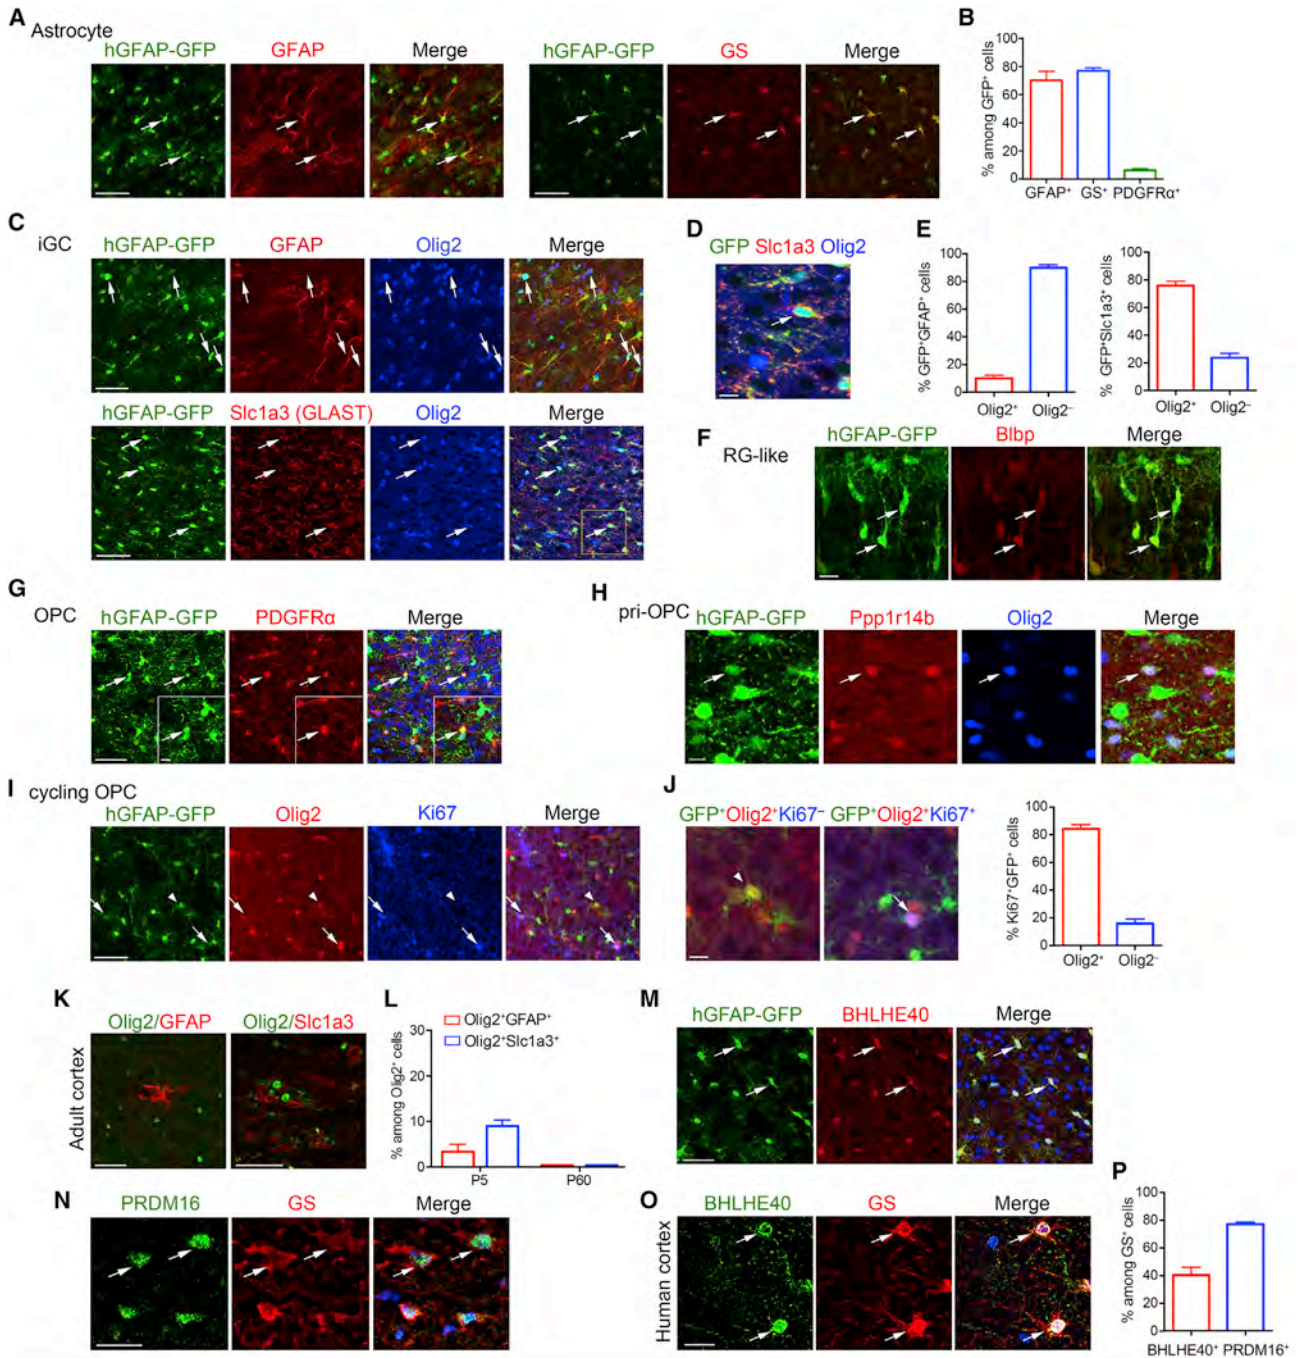 A
Astrocyte
hGFAP-GFP GFAP Merge hGFAP-GFP GS Merge
B
% among GFP⁺ cells
100
80
60
40
20
0
GFAP⁺ GS⁺ PDGFRα⁺
C
iGC
hGFAP-GFP GFAP Olig2 Merge
hGFAP-GFP Slc1a3 (GLAST) Olig2 Merge
D
GFP Slc1a3 Olig2
E
% GFP⁺GFAP⁺ cells
100
80
60
40
20
0
Olig2⁺ Olig2⁻
% GFP⁺Slc1a3⁺ cells
100
80
60
40
20
0
Olig2⁺ Olig2⁻
F
RG-like
hGFAP-GFP Blbp Merge
G
OPC
hGFAP-GFP PDGFRα Merge
H
pri-OPC
hGFAP-GFP Ppp1r14b Olig2 Merge
I
cycling OPC
hGFAP-GFP Olig2 Ki67 Merge
J
GFP⁺Olig2⁺Ki67⁻ GFP⁺Olig2⁺Ki67⁺
% Ki67⁺GFP⁺ cells
100
80
60
40
20
0
Olig2⁺ Olig2⁻
K
Adult cortex
Olig2/GFAP Olig2/Slc1a3
L
Olig2⁺GFAP⁺
Olig2⁺Slc1a3⁺
% among Olig2⁺ cells
30
20
10
0
P5 P60
M
hGFAP-GFP BHLHE40 Merge
N
PRDM16 GS Merge
O
Human cortex
BHLHE40 GS Merge
P
% among GS⁺ cells
100
80
60
40
20
0
BHLHE40⁺ PRDM16⁺